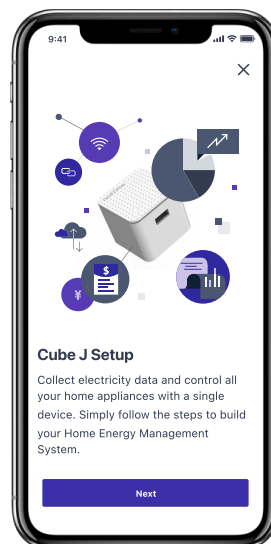 9:41
$
¥
Cube J Setup
Collect electricity data and control all
your home appliances with a single
device. Simply follow the steps to build
your Home Energy Management
System.
Next